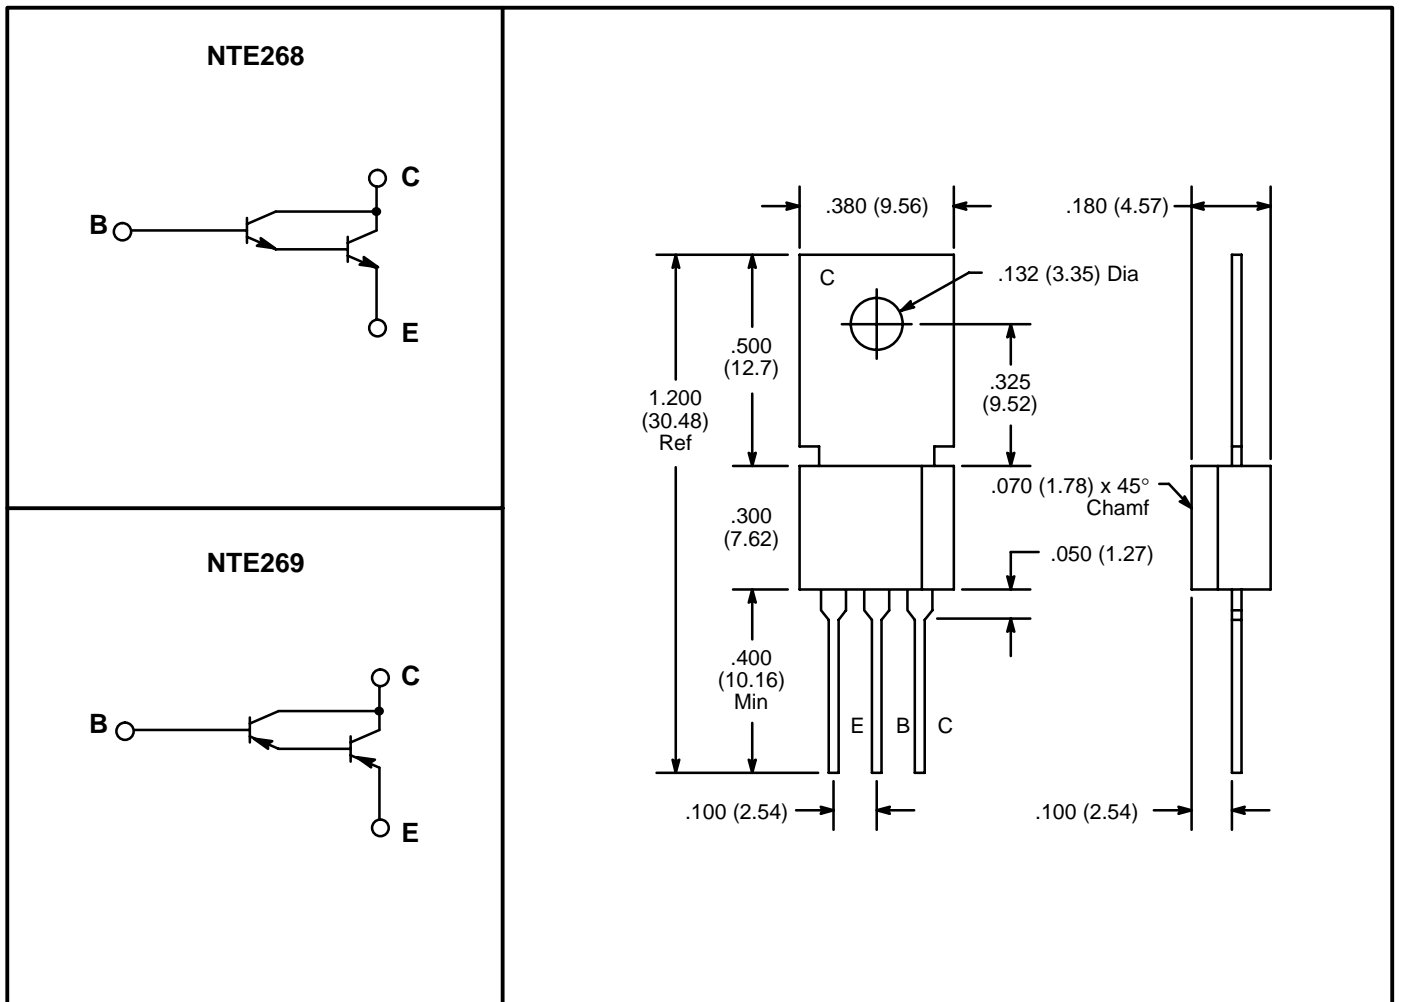 NTE268
C
B
E
NTE269
C
B
E
.380 (9.56)
.180 (4.57)
C
.132 (3.35) Dia
.500
(12.7)
.325
(9.52)
1.200
(30.48)
Ref
.070 (1.78) x 45°
Chamf
.300
(7.62)
.050 (1.27)
.400
(10.16)
Min
E B C
.100 (2.54)
.100 (2.54)